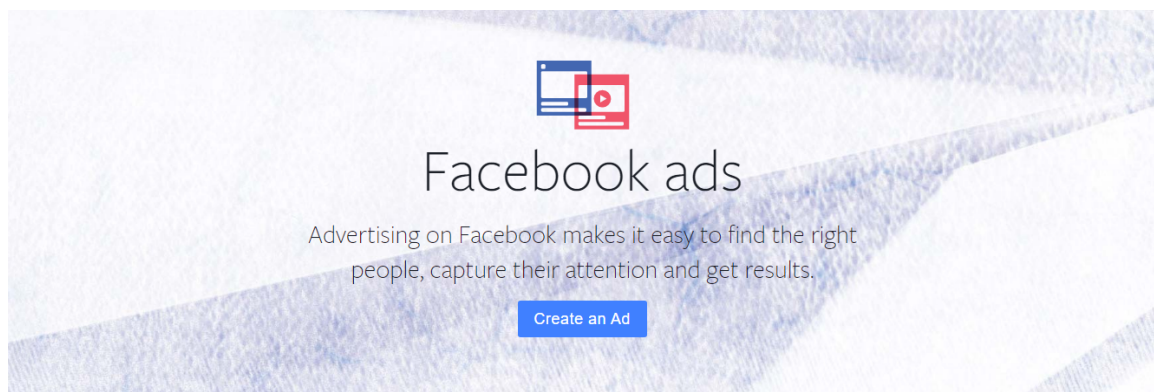 Facebook ads
Advertising on Facebook makes it easy to find the right
people, capture their attention and get results.
Create an Ad